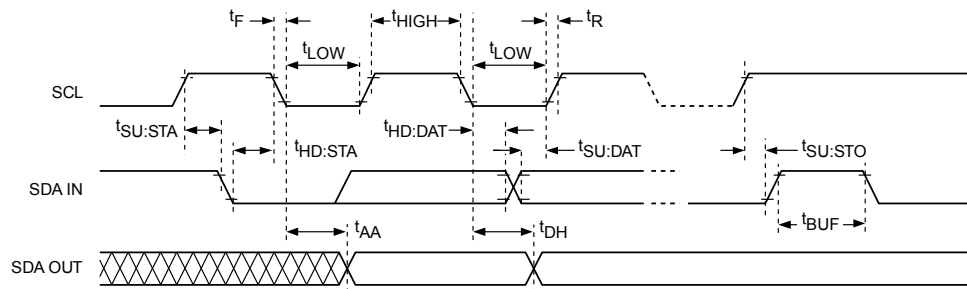 tF
tHIGH
tR
tLOW
tLOW
SCL
tSU:STA
tHD:STA
tHD:DAT
tSU:DAT
tSU:STO
SDA IN
tAA
tDH
tBUF
SDA OUT